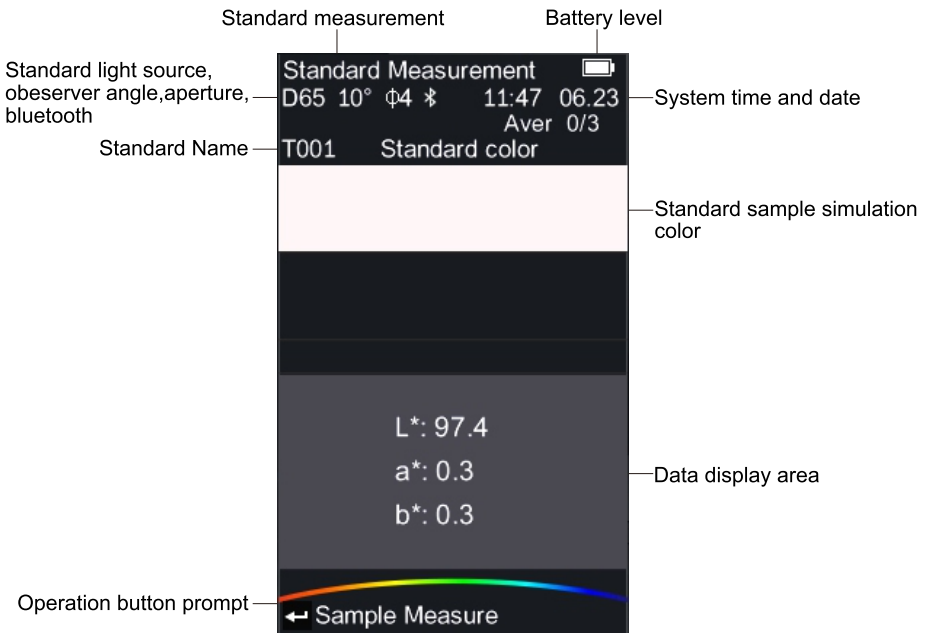 Standard measurement
Battery level
Standard light source,
obeserver angle,aperture,
bluetooth
Standard Name
Standard Measurement
D65 10° ф4 11:47 06.23
Aver 0/3
T001 Standard color
L*: 97.4
a*: 0.3
b*: 0.3
Sample Measure
System time and date
Standard sample simulation
color
Data display area
Operation button prompt